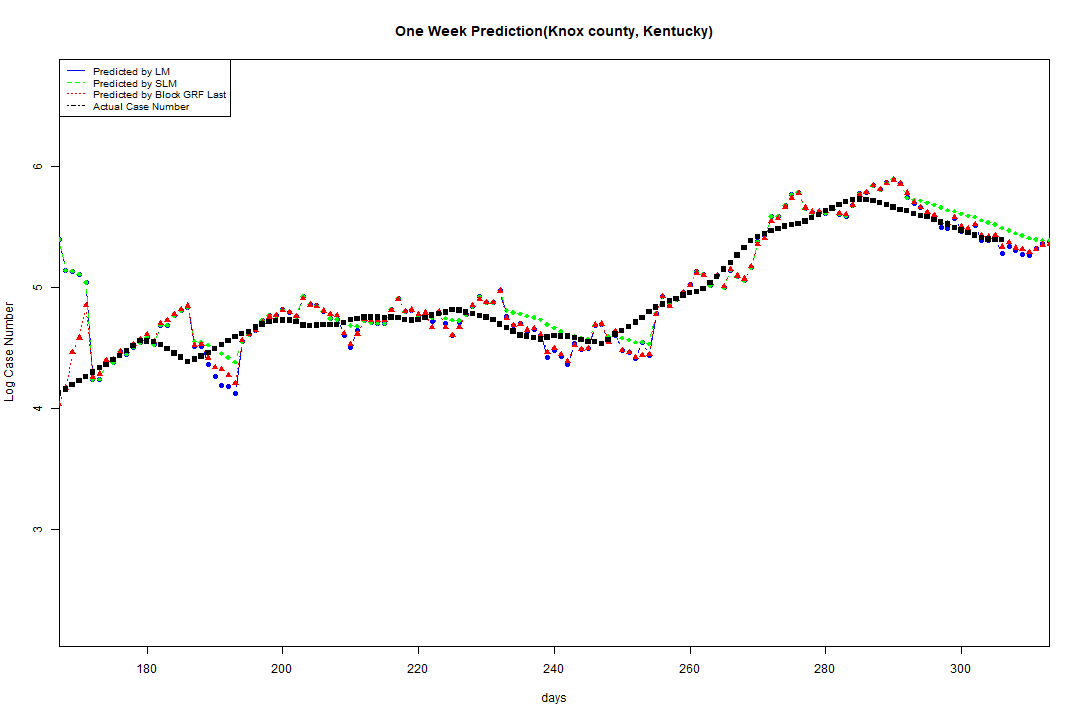 One Week Prediction(Knox county, Kentucky)
Predicted by LM
Predicted by SLM
Predicted by Block GRF Last
Actual Case Number
6
5
4
3
Log Case Number
180 200 220 240 260 280 300
days